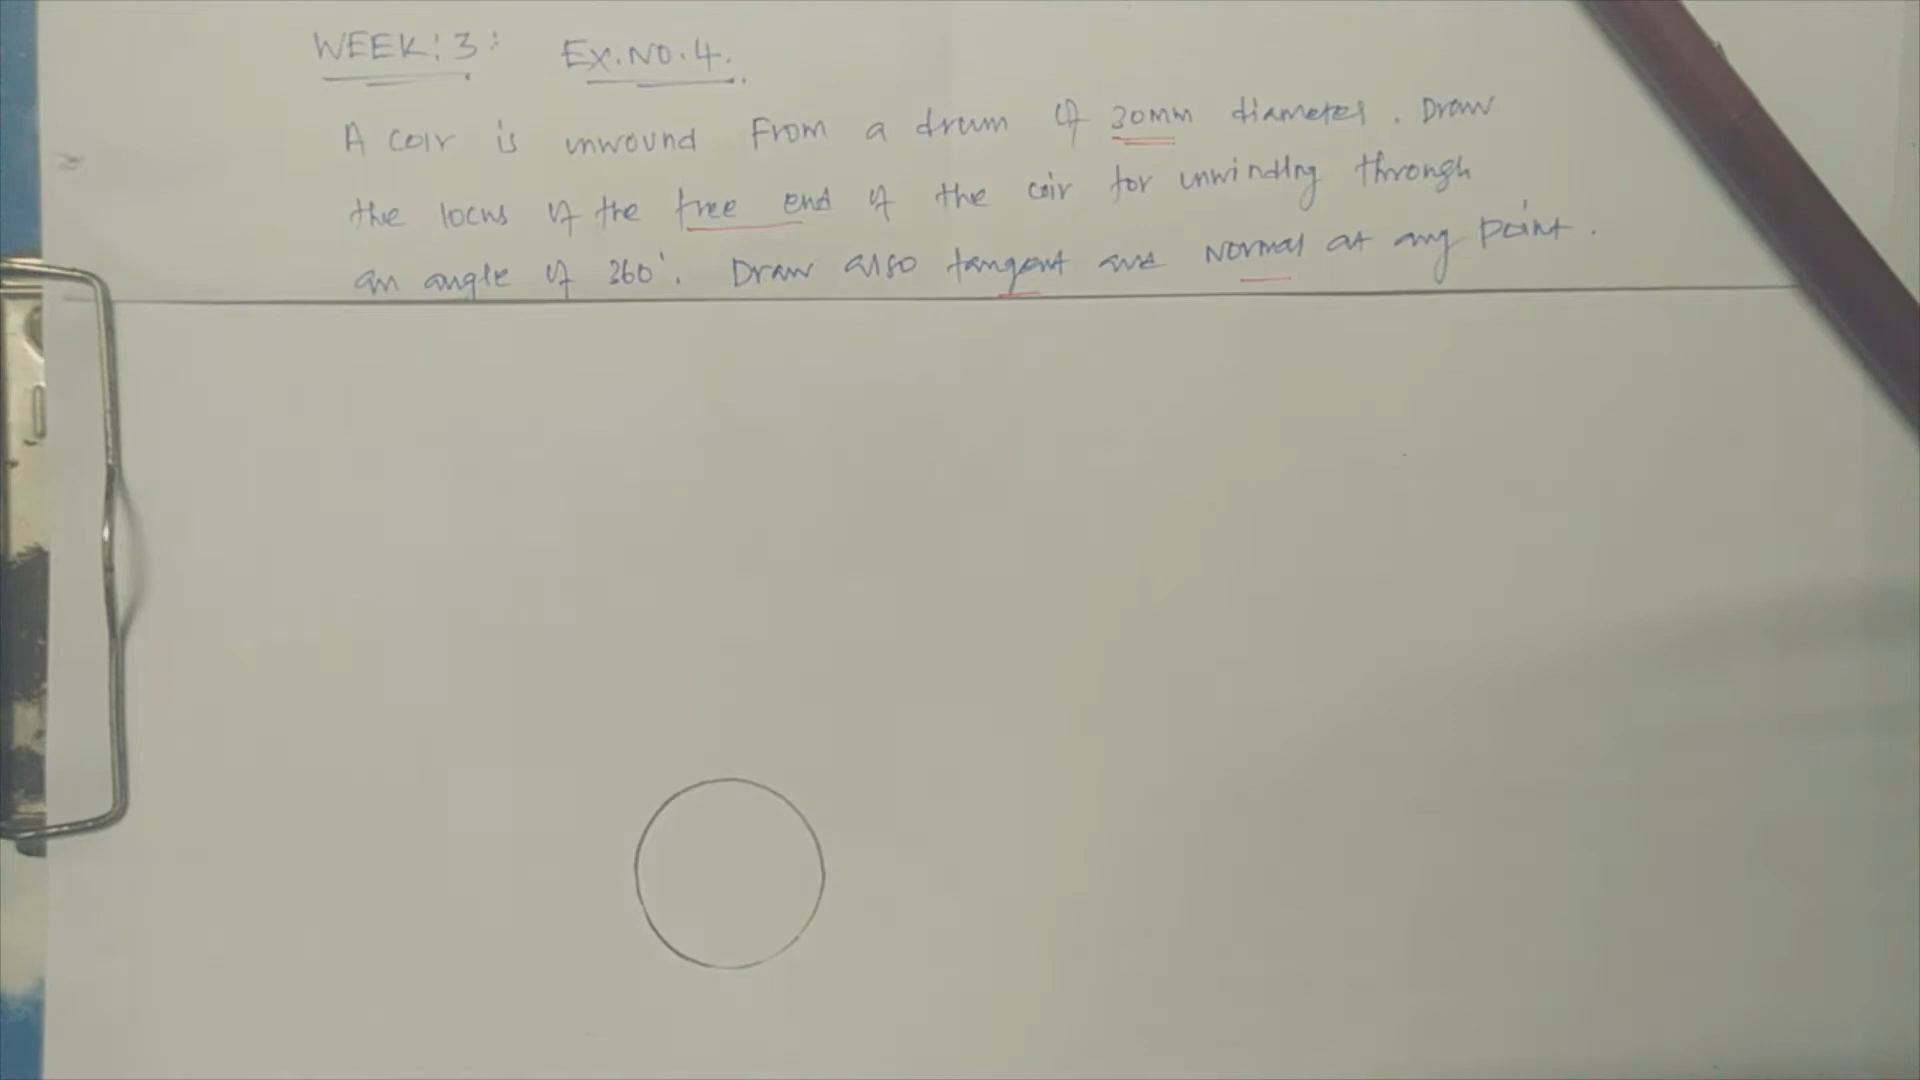 WEEK: 3: Ex.No.4.
A coir is unwound From a drum of 30mm diameter. Draw
the locus of the free end of the coir for unwinding through
an angle of 360°. Draw also tangent and Normal at any point.